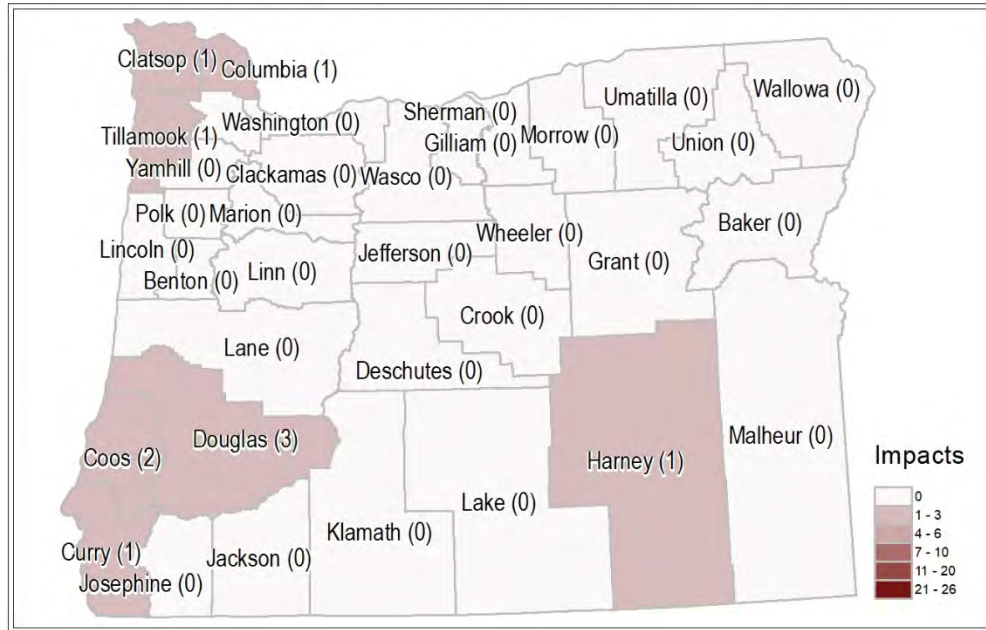 Clatsop (1)
Columbia (1)
Tillamook (1)
Washington (0)
Yamhill (0)
Clackamas (0)
Sherman (0)
Gilliam (0)
Wasco (0)
Morrow (0)
Umatilla (0)
Union (0)
Wallowa (0)
Polk (0)
Marion (0)
Lincoln (0)
Benton (0)
Linn (0)
Jefferson (0)
Wheeler (0)
Grant (0)
Baker (0)
Crook (0)
Lane (0)
Deschutes (0)
Coos (2)
Douglas (3)
Harney (1)
Malheur (0)
Lake (0)
Klamath (0)
Curry (1)
Jackson (0)
Josephine (0)
Impacts
0
1 - 3
4 - 6
7 - 10
11 - 20
21 - 26